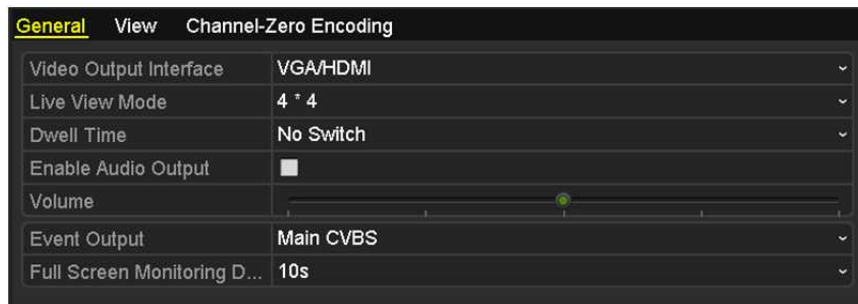 General View Channel-Zero Encoding
Video Output Interface VGA/HDMI
Live View Mode 4 * 4
Dwell Time No Switch
Enable Audio Output
Volume
Event Output Main CVBS
Full Screen Monitoring D... 10s